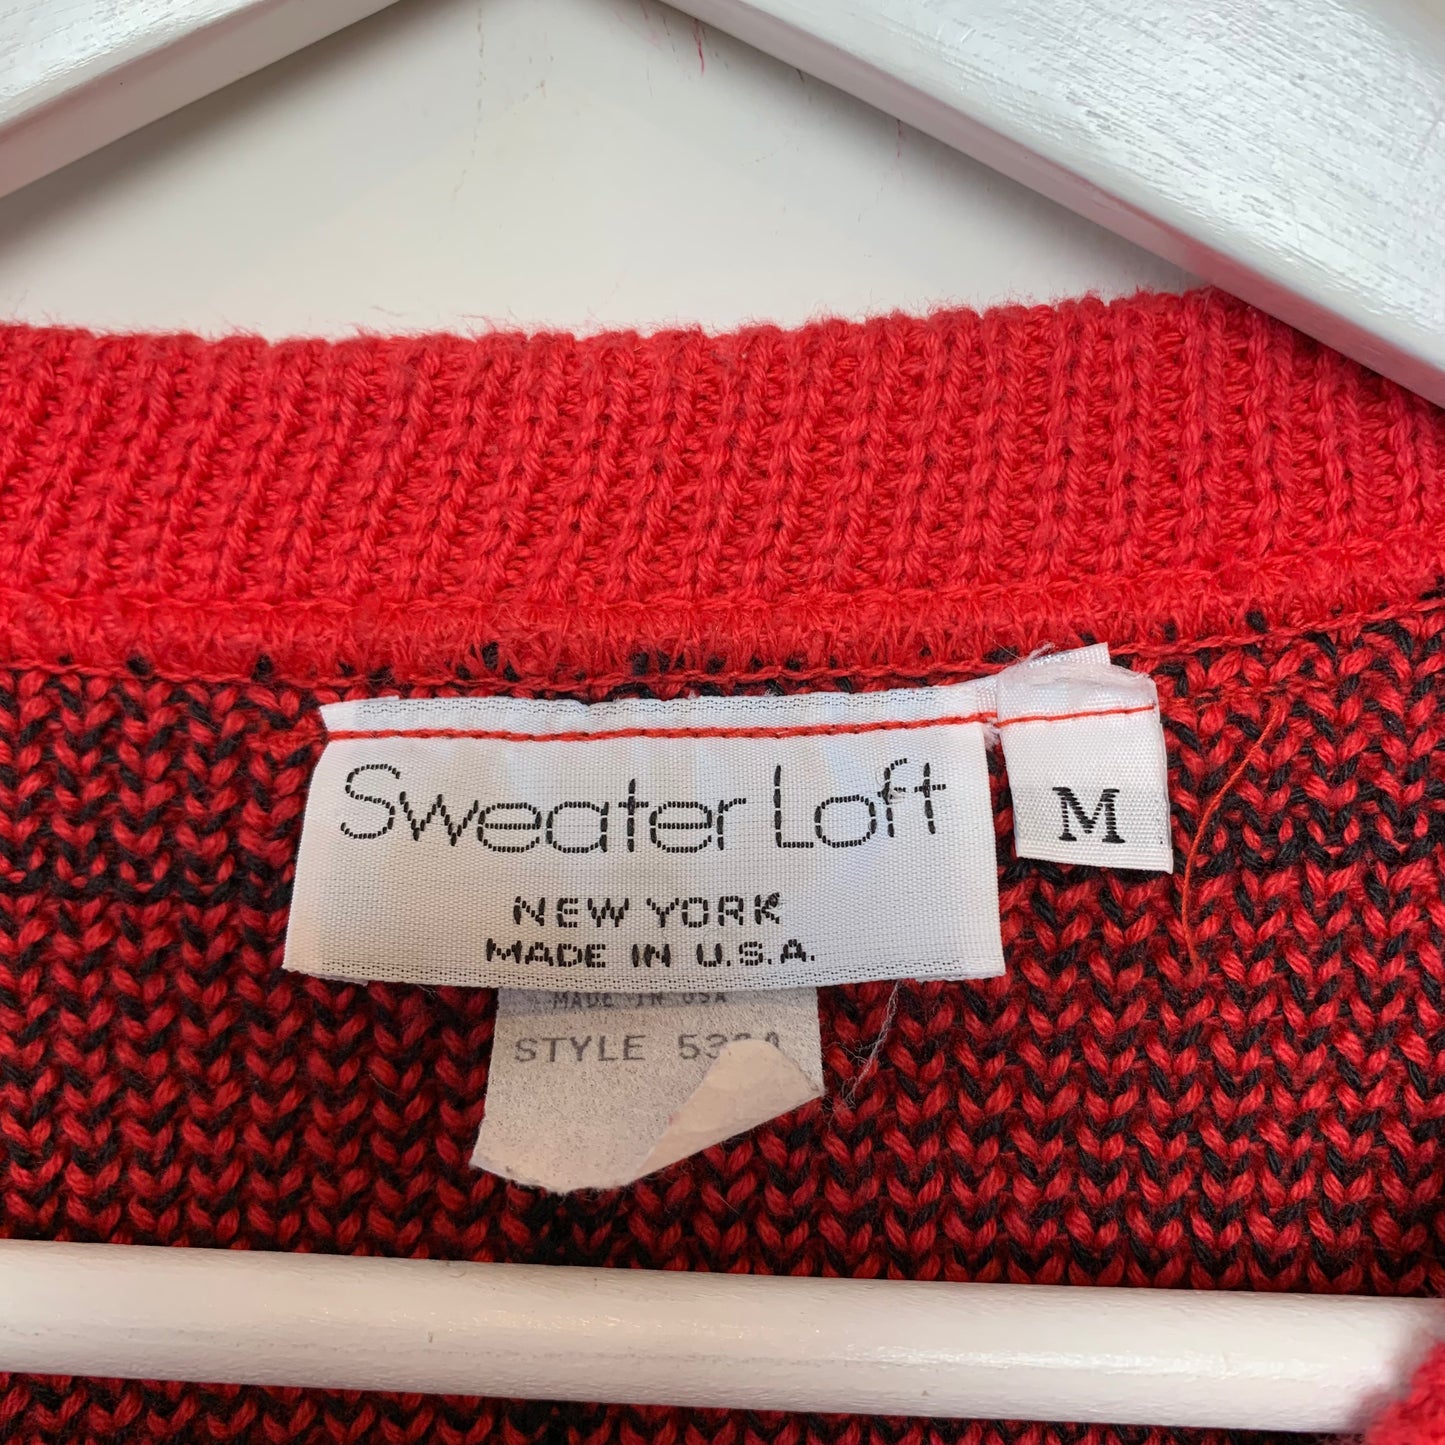 Sweater Loft
NEW YORK
MADE IN U.S.A.
M
MADE IN USA
STYLE